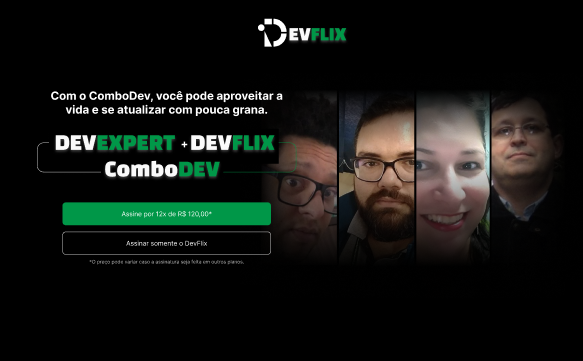 DEVFLIX
Com o ComboDev, você pode aproveitar a
vida e se atualizar com pouca grana.
DEVEXPERT + DEVFLIX
ComboDEV
Assine por 12x de R$ 120,00*
Assinar somente o DevFlix
*O preço pode variar caso a assinatura seja feita em outros planos.